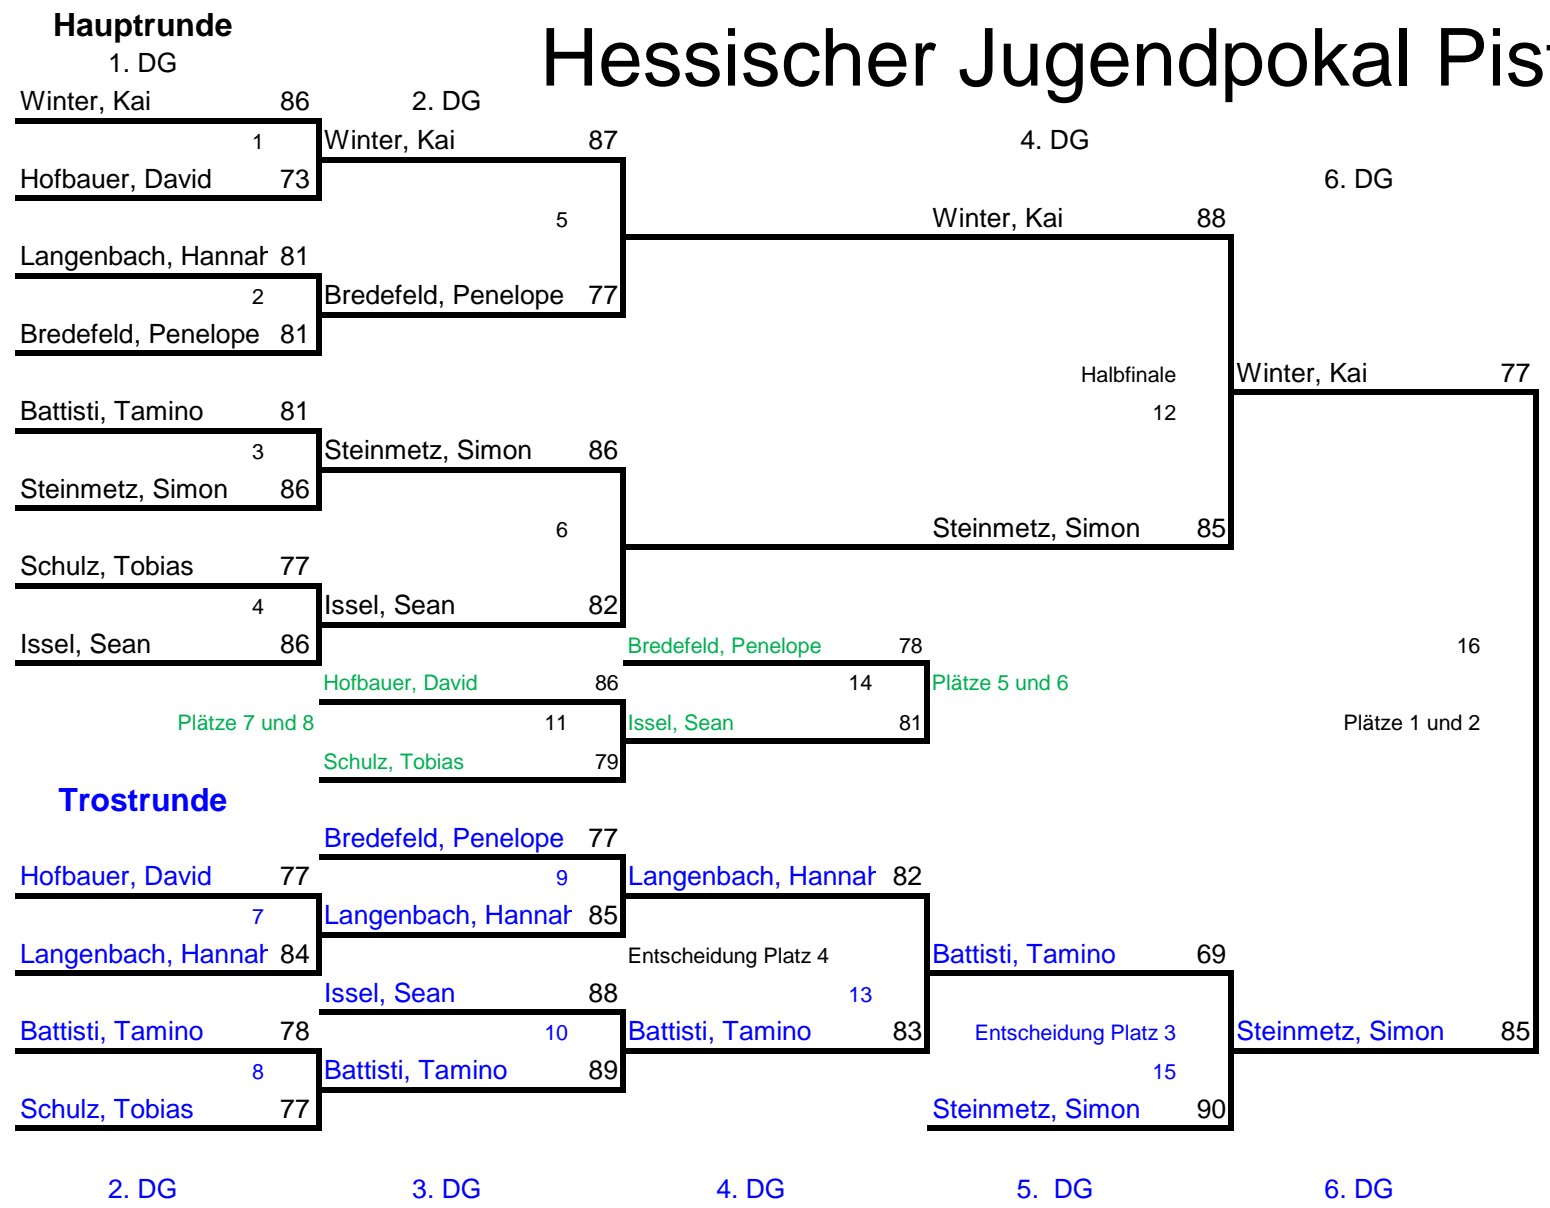 Hauptrunde
Hessischer Jugendpokal Pis
1. DG
Winter, Kai 86
2. DG
1
Winter, Kai 87
4. DG
Hofbauer, David 73
6. DG
5
Winter, Kai 88
Langenbach, Hannah 81
2
Bredefeld, Penelope 77
Bredefeld, Penelope 81
Halbfinale
Winter, Kai 77
Battisti, Tamino 81
12
3
Steinmetz, Simon 86
Steinmetz, Simon 86
6
Steinmetz, Simon 85
Schulz, Tobias 77
4
Issel, Sean 82
Issel, Sean 86
Bredefeld, Penelope 78
16
Hofbauer, David 86
14
Plätze 5 und 6
Plätze 7 und 8
11
Issel, Sean 81
Plätze 1 und 2
Schulz, Tobias 79
Trostrunde
Bredefeld, Penelope 77
Hofbauer, David 77
9
Langenbach, Hannah 82
7
Langenbach, Hannah 85
Langenbach, Hannah 84
Entscheidung Platz 4
Battisti, Tamino 69
Issel, Sean 88
13
Battisti, Tamino 78
10
Battisti, Tamino 83
Entscheidung Platz 3
Steinmetz, Simon 85
8
Battisti, Tamino 89
15
Schulz, Tobias 77
Steinmetz, Simon 90
2. DG
3. DG
4. DG
5. DG
6. DG